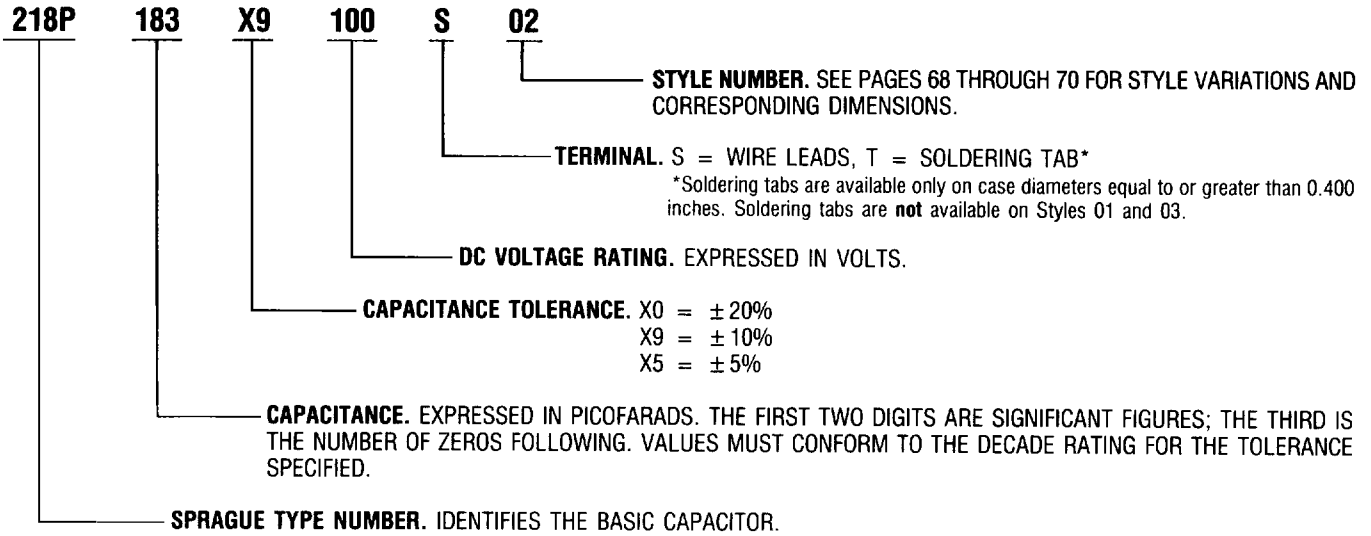 218P 183 X9 100 S 02
STYLE NUMBER. SEE PAGES 68 THROUGH 70 FOR STYLE VARIATIONS AND
CORRESPONDING DIMENSIONS.
TERMINAL. S = WIRE LEADS, T = SOLDERING TAB*
*Soldering tabs are available only on case diameters equal to or greater than 0.400
inches. Soldering tabs are not available on Styles 01 and 03.
DC VOLTAGE RATING. EXPRESSED IN VOLTS.
CAPACITANCE TOLERANCE. X0 = ±20%
X9 = ±10%
X5 = ±5%
CAPACITANCE. EXPRESSED IN PICOFARADS. THE FIRST TWO DIGITS ARE SIGNIFICANT FIGURES; THE THIRD IS
THE NUMBER OF ZEROS FOLLOWING. VALUES MUST CONFORM TO THE DECADE RATING FOR THE TOLERANCE
SPECIFIED.
SPRAGUE TYPE NUMBER. IDENTIFIES THE BASIC CAPACITOR.